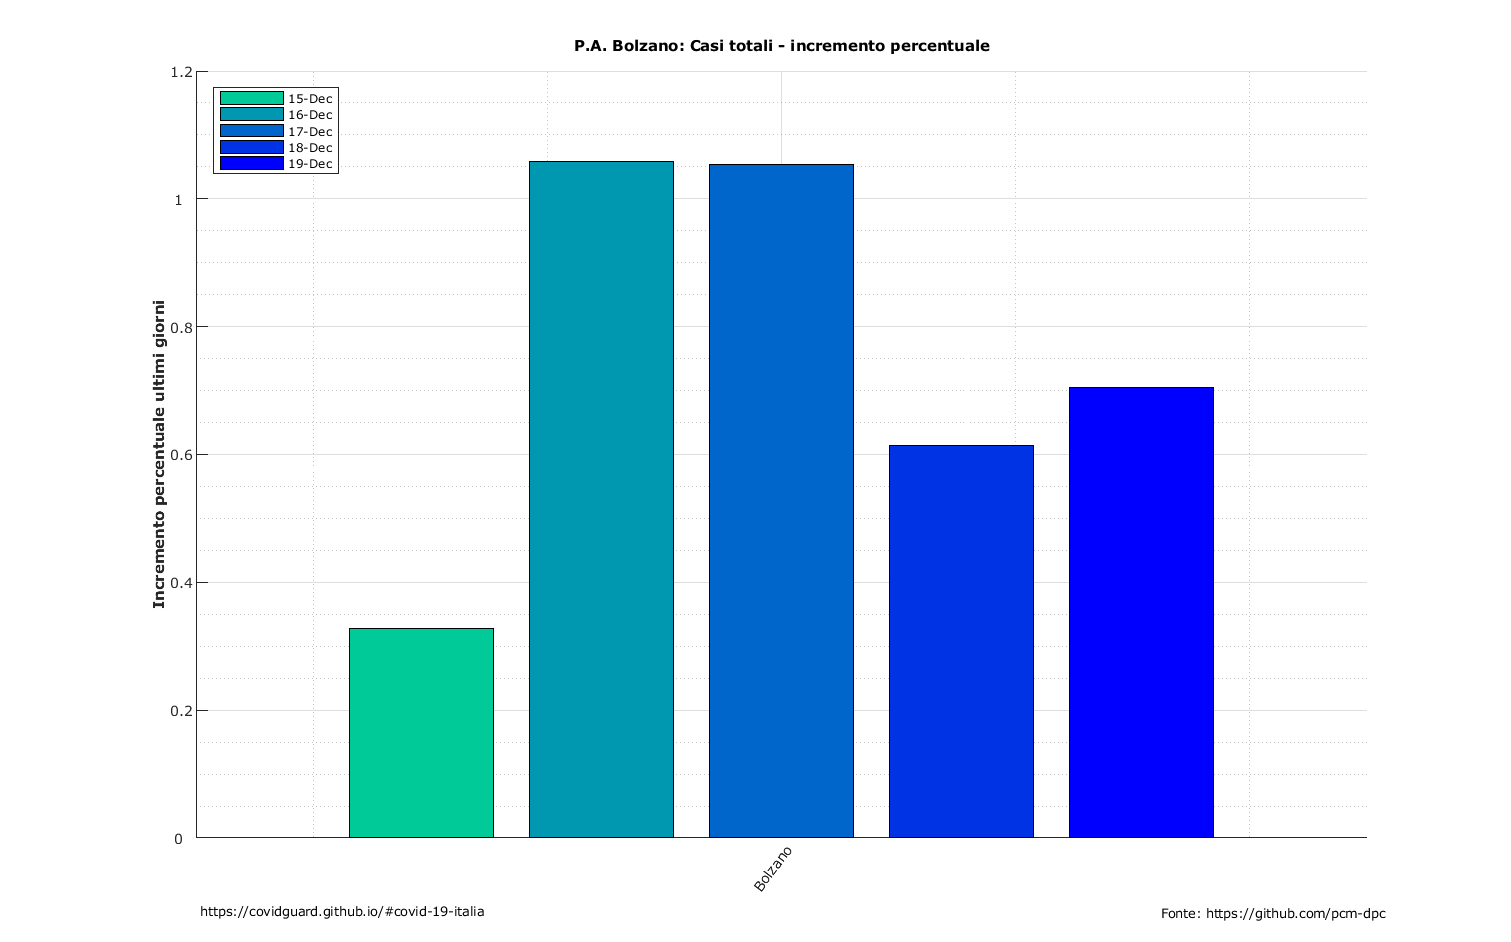 P.A. Bolzano: Casi totali - incremento percentuale
Incremento percentuale ultimi giorni
1.2
1
0.8
0.6
0.4
0.2
0
15-Dec
16-Dec
17-Dec
18-Dec
19-Dec
Bolzano
https://covidguard.github.io/#covid-19-italia
Fonte: https://github.com/pcm-dpc